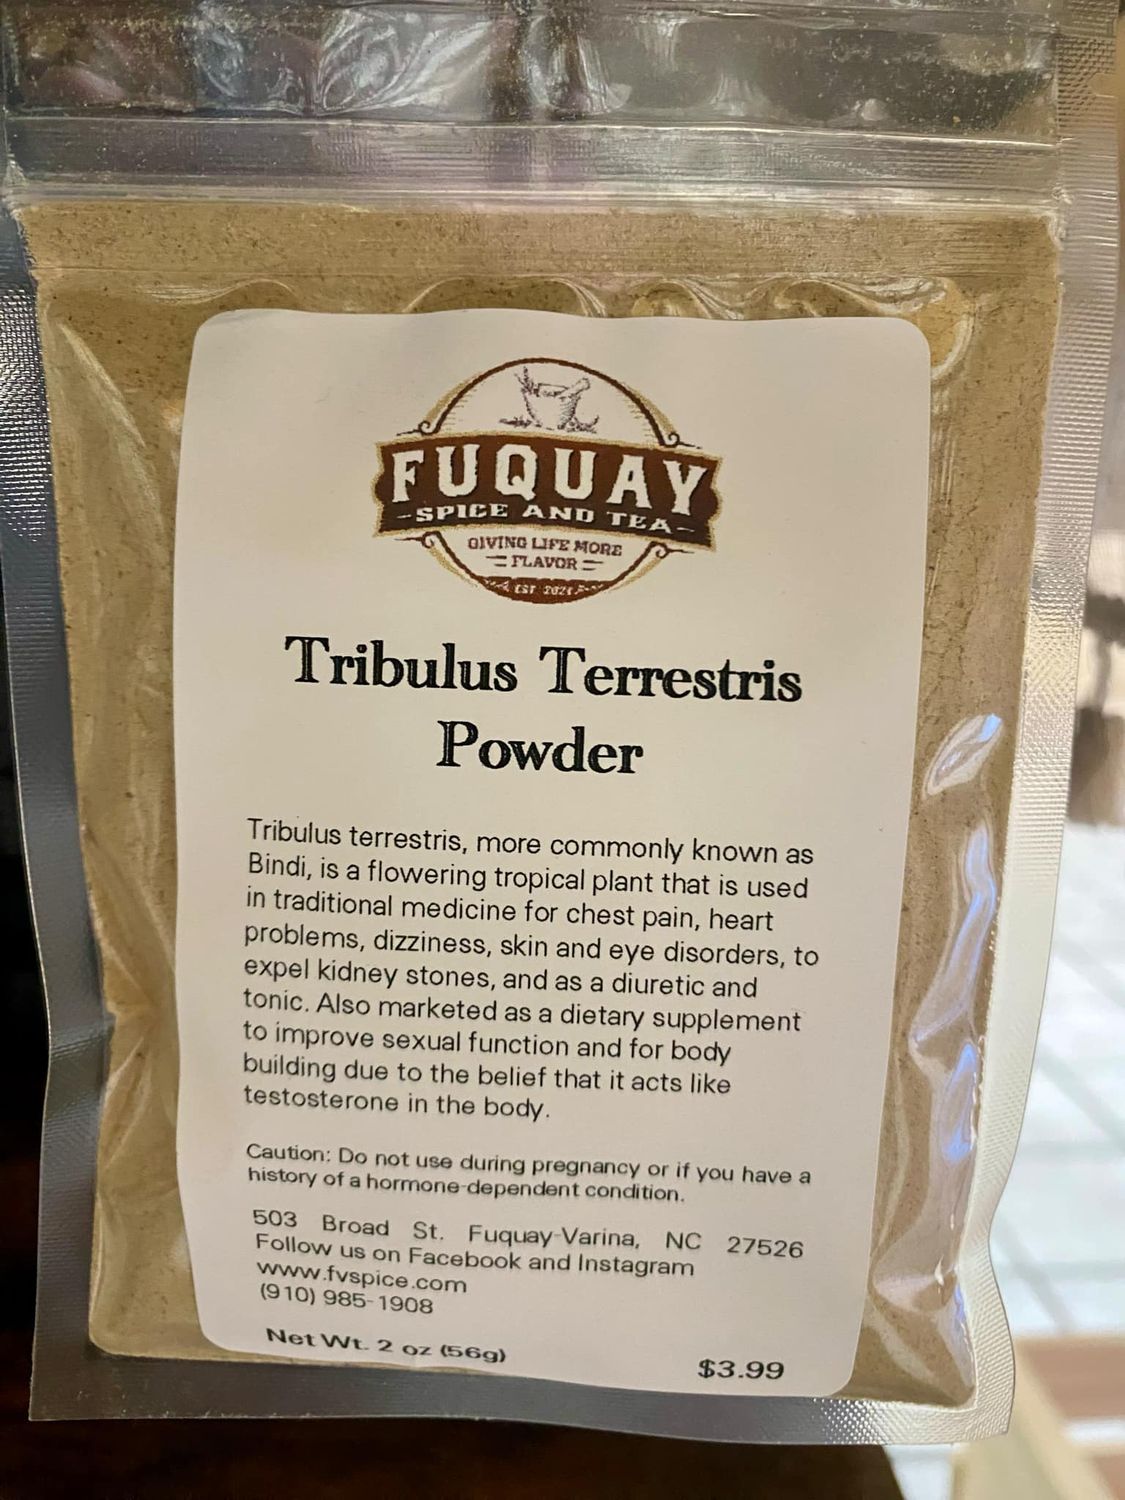 FUQUAY
-SPICE AND TEA-
GIVING LIFE MORE
FLAVOR
EST 2021
Tribulus Terrestris
Powder
Tribulus terrestris, more commonly known as
Bindi, is a flowering tropical plant that is used
in traditional medicine for chest pain, heart
problems, dizziness, skin and eye disorders, to
expel kidney stones, and as a diuretic and
tonic. Also marketed as a dietary supplement
to improve sexual function and for body
building due to the belief that it acts like
testosterone in the body.
Caution: Do not use during pregnancy or if you have a
history of a hormone-dependent condition.
503 Broad St. Fuquay-Varina, NC 27526
Follow us on Facebook and Instagram
www.fvspice.com
(910) 985-1908
Net Wt. 2 oz (56g)
$3.99